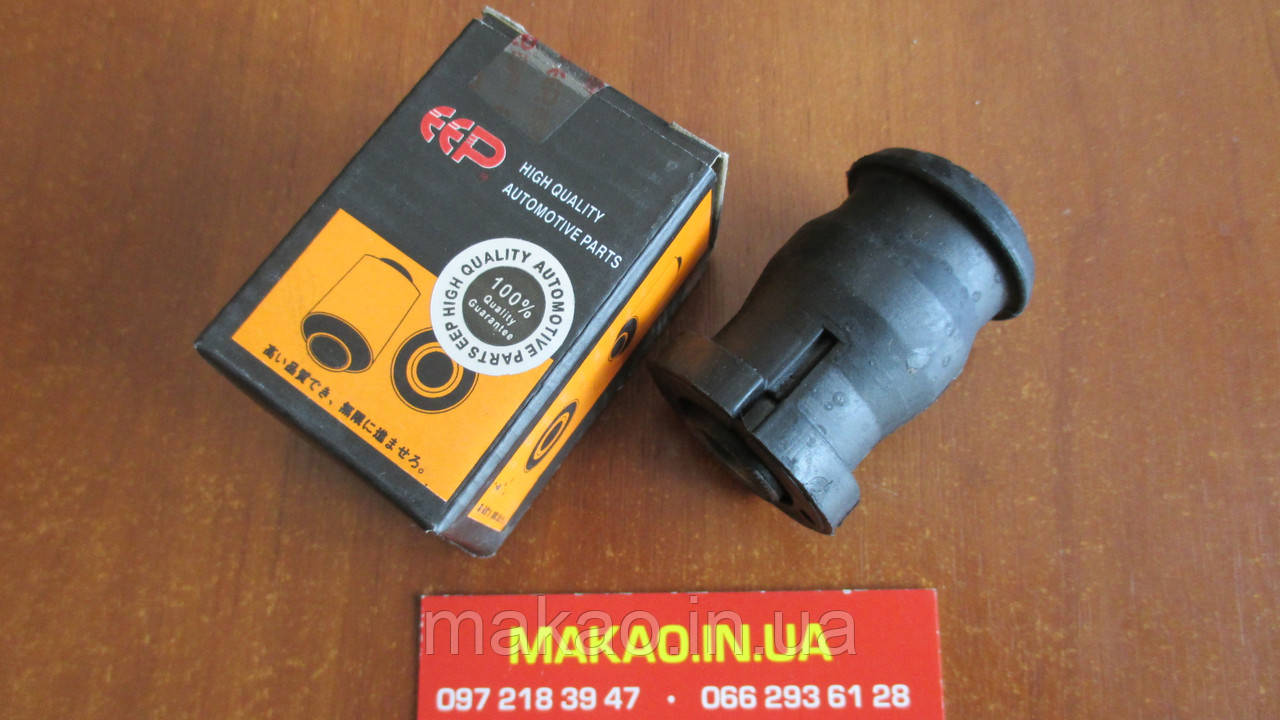 EEP
HIGH QUALITY
AUTOMOTIVE PARTS
EEP HIGH QUALITY AUTOMOTIVE PARTS
100%
Quality
Guarantee
高い品質でき、無限に進ませろ。
makao.in.ua
MAKAO.IN.UA
097 218 39 47 • 066 293 61 28